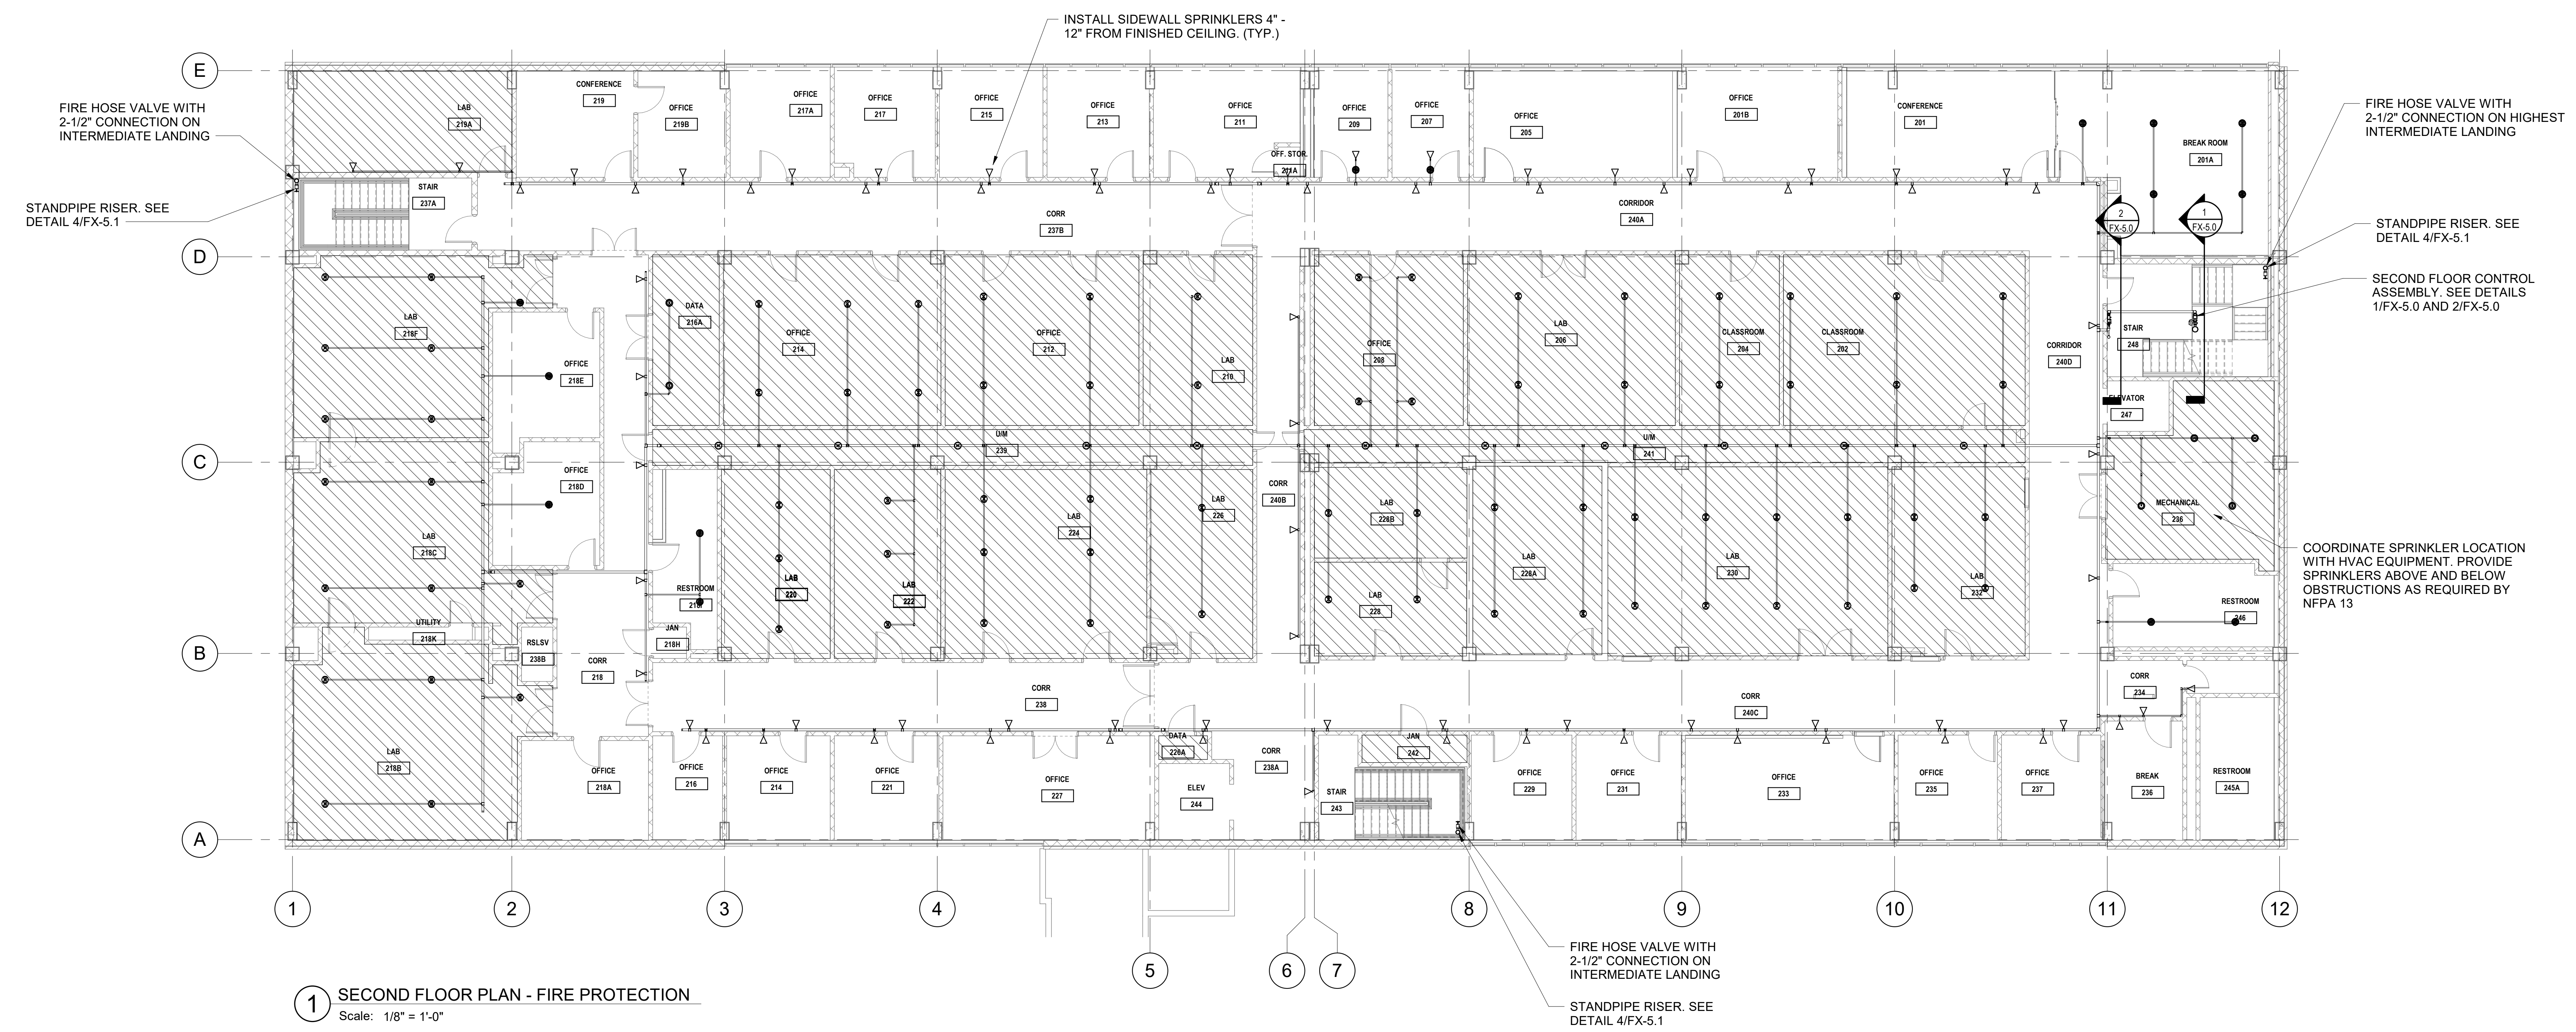 INSTALL SIDEWALL SPRINKLERS 4" -
12" FROM FINISHED CEILING. (TYP.)
E
FIRE HOSE VALVE WITH
2-1/2" CONNECTION ON
INTERMEDIATE LANDING
STANDPIPE RISER. SEE
DETAIL 4/FX-5.1
LAB
219A
CONFERENCE
219
OFFICE
219B
OFFICE
217A
OFFICE
217
OFFICE
215
OFFICE
213
OFFICE
211
OFF. STOR.
211A
OFFICE
209
OFFICE
207
OFFICE
205
OFFICE
201B
CONFERENCE
201
BREAK ROOM
201A
FIRE HOSE VALVE WITH
2-1/2" CONNECTION ON HIGHEST
INTERMEDIATE LANDING
STANDPIPE RISER. SEE
DETAIL 4/FX-5.1
SECOND FLOOR CONTROL
ASSEMBLY. SEE DETAILS
1/FX-5.0 AND 2/FX-5.0
STAIR
237A
CORR
237B
CORRIDOR
240A
2
FX-5.0
1
FX-5.0
D
LAB
218F
OFFICE
218E
DATA
216A
OFFICE
214
OFFICE
212
LAB
210
OFFICE
208
LAB
206
CLASSROOM
204
CLASSROOM
202
CORRIDOR
240D
STAIR
248
ELEVATOR
247
C
U/M
239
U/M
241
OFFICE
218D
LAB
218C
LAB
224
LAB
226
CORR
240B
LAB
228B
LAB
228A
LAB
230
LAB
232
MECHANICAL
236
COORDINATE SPRINKLER LOCATION
WITH HVAC EQUIPMENT. PROVIDE
SPRINKLERS ABOVE AND BELOW
OBSTRUCTIONS AS REQUIRED BY
NFPA 13
RESTROOM
LAB
220
LAB
222
LAB
228
RESTROOM
246
UTILITY
218K
RSLSV
238B
JAN
218H
B
CORR
218
CORR
238
CORR
240C
CORR
234
LAB
218B
OFFICE
218A
OFFICE
216
OFFICE
214
OFFICE
221
OFFICE
227
DATA
226A
ELEV
244
CORR
238A
STAIR
243
JAN
242
OFFICE
229
OFFICE
231
OFFICE
233
OFFICE
235
OFFICE
237
BREAK
236
RESTROOM
245A
A
1
2
3
4
5
6
7
8
9
10
11
12
FIRE HOSE VALVE WITH
2-1/2" CONNECTION ON
INTERMEDIATE LANDING
STANDPIPE RISER. SEE
DETAIL 4/FX-5.1
1
SECOND FLOOR PLAN - FIRE PROTECTION
Scale: 1/8" = 1'-0"